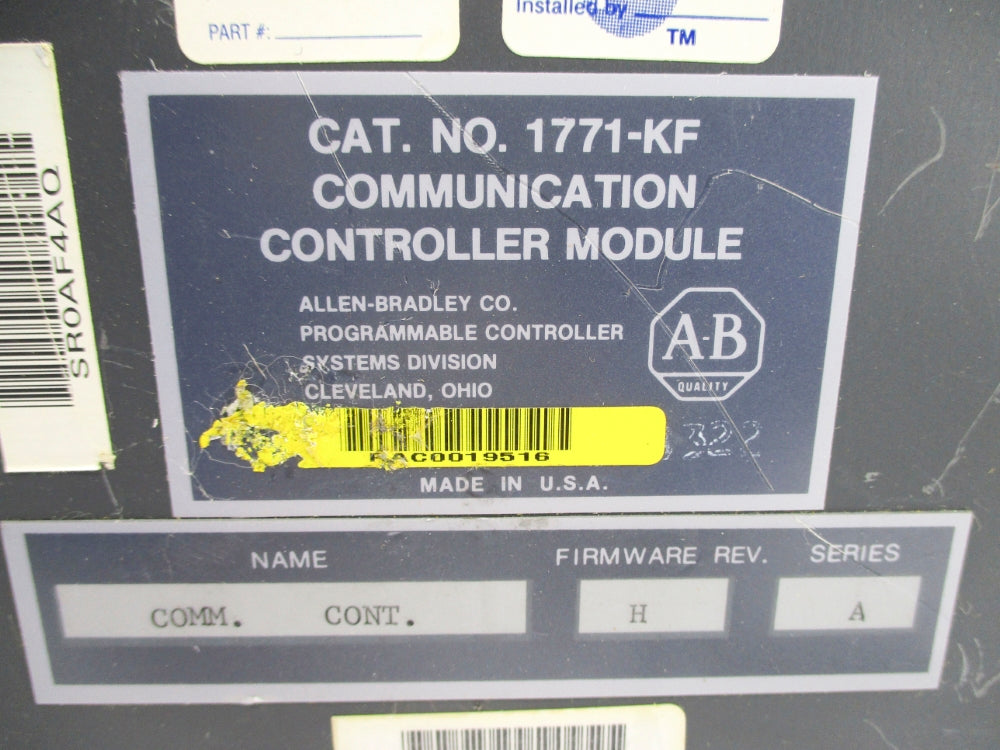 PART #:
Installed by
TM
SR0AF4AQ
CAT. NO. 1771-KF
COMMUNICATION
CONTROLLER MODULE
ALLEN-BRADLEY CO.
PROGRAMMABLE CONTROLLER
SYSTEMS DIVISION
CLEVELAND, OHIO
A-B
QUALITY
AC0019516
322
MADE IN U.S.A.
NAME
FIRMWARE REV.
SERIES
COMM. CONT.
H
A